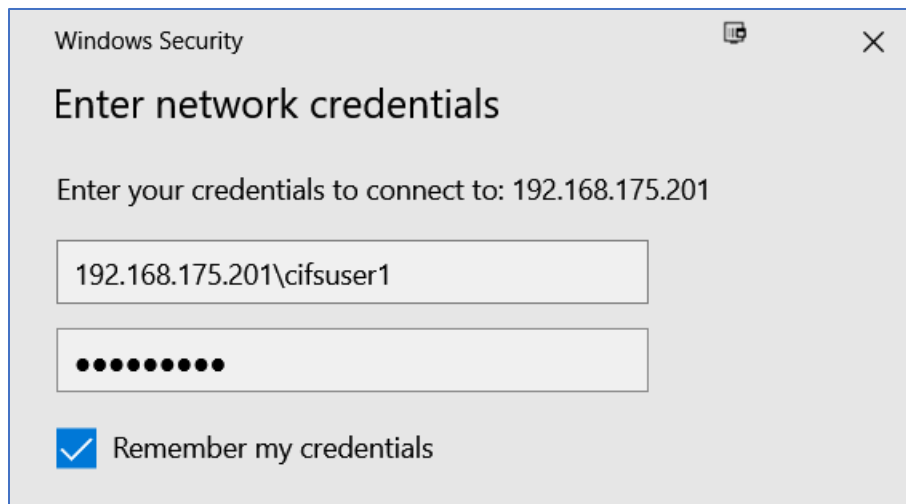 Windows Security
Enter network credentials
Enter your credentials to connect to: 192.168.175.201
192.168.175.201\cifsuser1
●●●●●●●●●
Remember my credentials